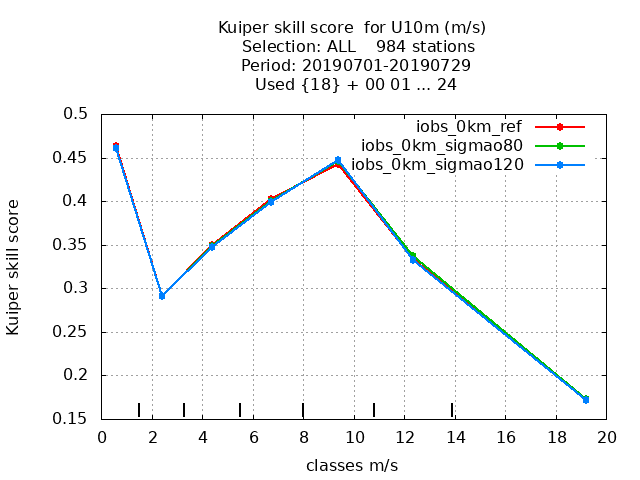 Kuiper skill score  for U10m (m/s)
Selection: ALL    984 stations
Period: 20190701-20190729
Used {18} + 00 01 ... 24
iobs_0km_ref
iobs_0km_sigmao80
iobs_0km_sigmao120
Kuiper skill score
0.5
0.45
0.4
0.35
0.3
0.25
0.2
0.15
0 2 4 6 8 10 12 14 16 18 20
classes m/s